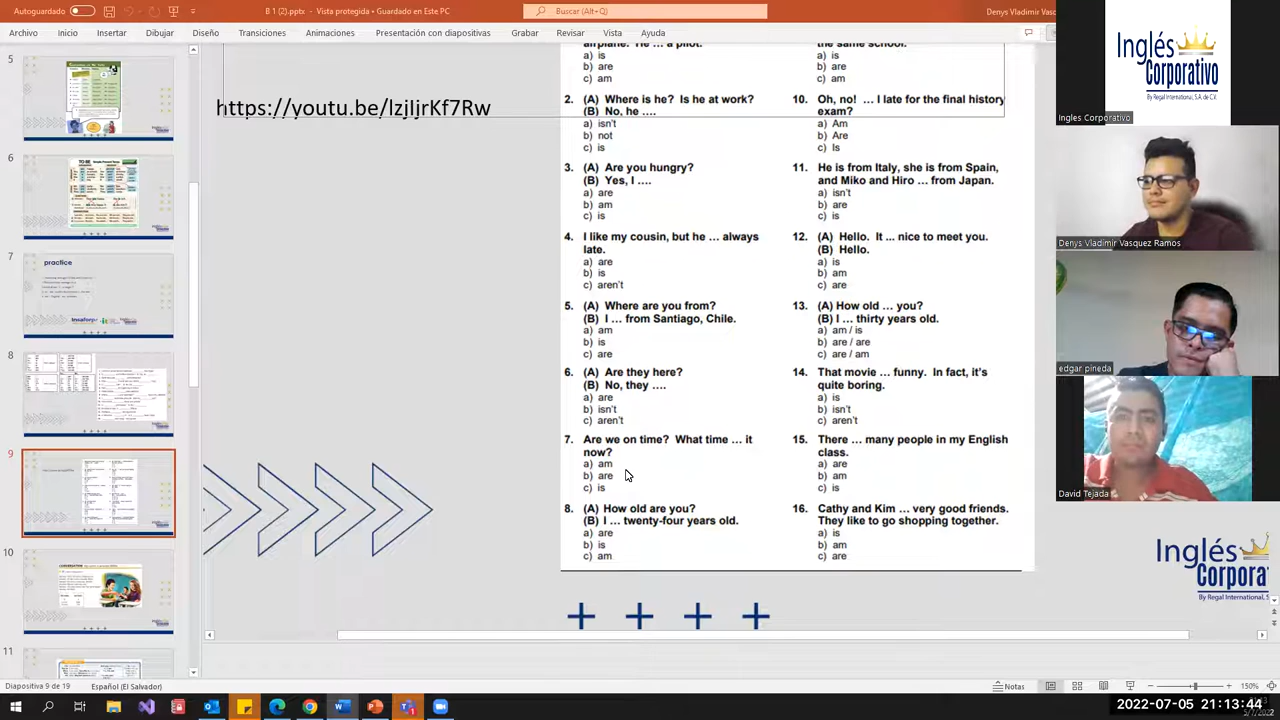 Autoguardado
B 1 (2).pptx - Vista protegida • Guardado en Este PC
Buscar (Alt+Q)
Denys Vladimir Vasc
Archivo Inicio Insertar Dibujar Diseño Transiciones Animaciones Presentación con diapositivas Grabar Revisar Vista Ayuda
6
7
practice
8
10
11
airplane. He … a pilot.
a) is
b) are
c) am
2. (A) Where is he? Is he at work?
(B) No, he ….
a) isn't
b) not
c) is
3. (A) Are you hungry?
(B) Yes, I ….
a) are
b) am
c) is
4. I like my cousin, but he … always
late.
a) are
b) is
c) aren't
5. (A) Where are you from?
(B) I … from Santiago, Chile.
a) am
b) is
c) are
6. (A) Are they here?
(B) No, they ….
a) are
b) isn't
c) aren't
7. Are we on time? What time … it
now?
a) am
b) are
c) is
8. (A) How old are you?
(B) I … twenty-four years old.
a) are
b) is
c) am
the same school.
a) is
b) are
c) am
10. Oh, no! … I late for the final history
exam?
a) Am
b) Are
c) Is
11. He is from Italy, she is from Spain,
and Miko and Hiro … from Japan.
a) isn't
b) are
c) is
12. (A) Hello. It ... nice to meet you.
(B) Hello.
a) is
b) am
c) are
13. (A) How old … you?
(B) I … thirty years old.
a) am / is
b) are / are
c) are / am
14. That movie … funny. In fact, it's
quite boring.
a) is
b) isn't
c) aren't
15. There … many people in my English
class.
a) are
b) am
c) is
16. Cathy and Kim … very good friends.
They like to go shopping together.
a) is
b) am
c) are
Inglés
Corporativo
By Regal International, S.A. de C.V.
Ingles Corporativo
Denys Vladimir Vasquez Ramos
edgar pineda
David Tejada
Inglés
Corpora
By Regal International, S.
Diapositiva 9 de 19
Español (El Salvador)
Notas
150%
2022-07-05 21:13:44